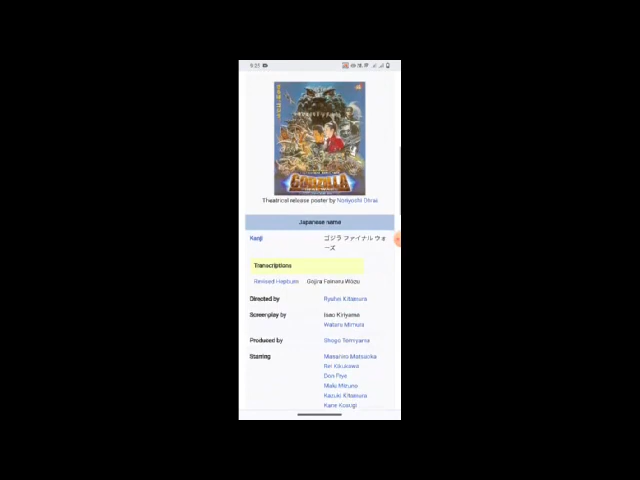 GODZILLA
Theatrical release poster by Noriyoshi Ohrai
Japanese name
Kanji ゴジラ ファイナル ウォ
ーズ
Transcriptions
Revised Hepburn Gojira Fainaru Wōzu
Directed by Ryuhei Kitamura
Screenplay by Isao Kiriyama
Wataru Mimura
Produced by Shogo Tomiyama
Starring Masahiro Matsuoka
Rei Kikukawa
Don Frye
Maki Mizuno
Kazuki Kitamura
Kane Kosugi